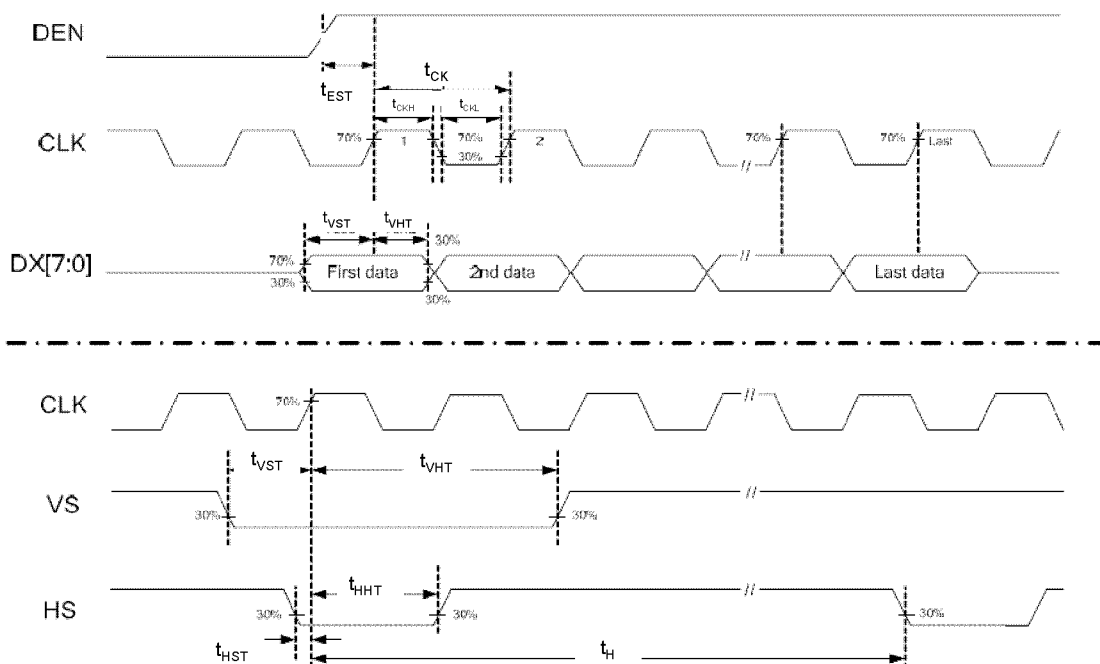 DEN
tEST
tCK
tCKH
tCKL
CLK
70%
1
70%
30%
2
//
70%
70%
Last
tVST
tVHT
30%
DX[7:0]
70%
30%
First data
30%
2nd data
//
Last data
CLK
70%
//
tVST
tVHT
VS
30%
30%
//
HS
30%
tHHT
30%
//
30%
tHST
tH